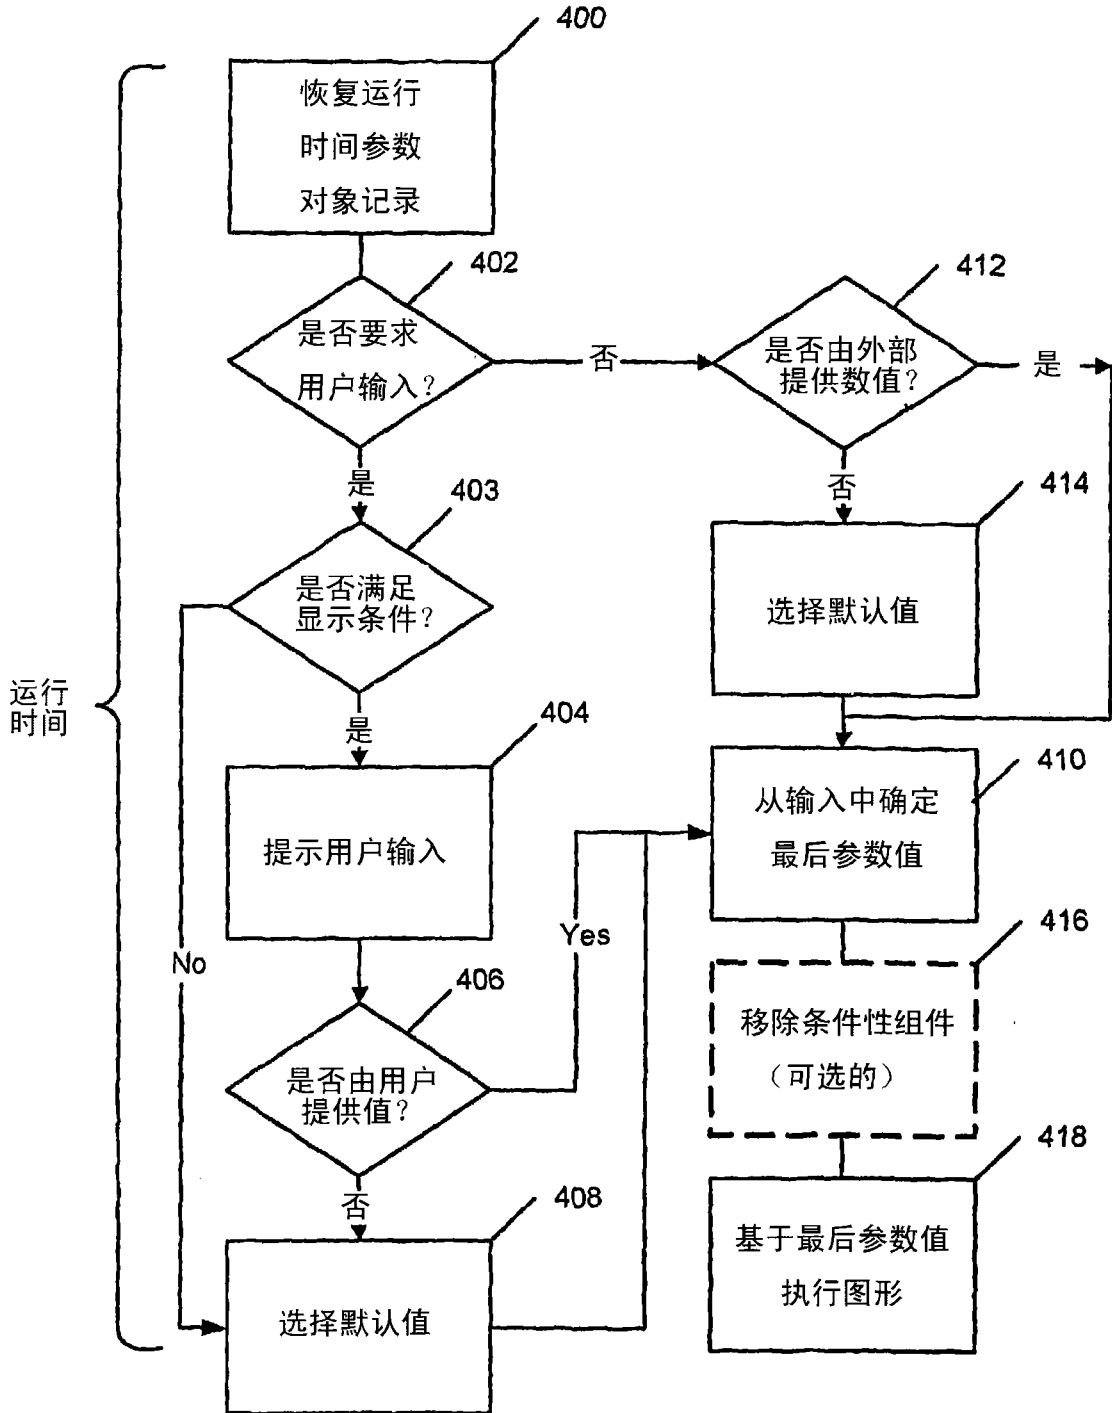 400
恢复运行
时间参数
对象记录
402
是否要求
用户输入？
否
412
是否由外部
提供数值？
是
是
403
否
414
是否满足
显示条件？
选择默认值
运行
时间
是
404
410
从输入中确定
最后参数值
提示用户输入
Yes
No
416
406
移除条件性组件
（可选的）
是否由用户
提供值？
418
否
408
基于最后参数值
执行图形
选择默认值